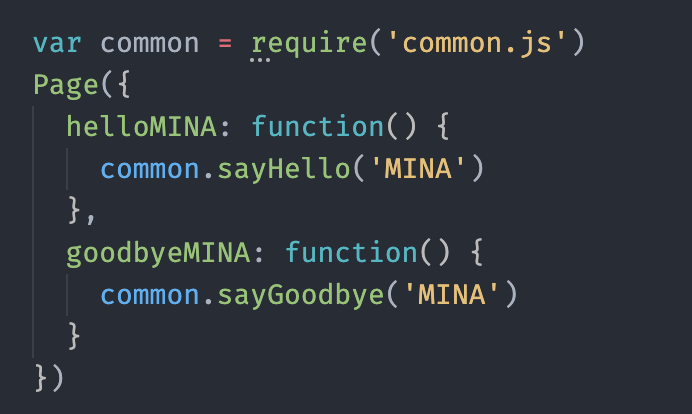 var common = require('common.js')
Page({
  helloMINA: function() {
    common.sayHello('MINA')
  },
  goodbyeMINA: function() {
    common.sayGoodbye('MINA')
  }
})